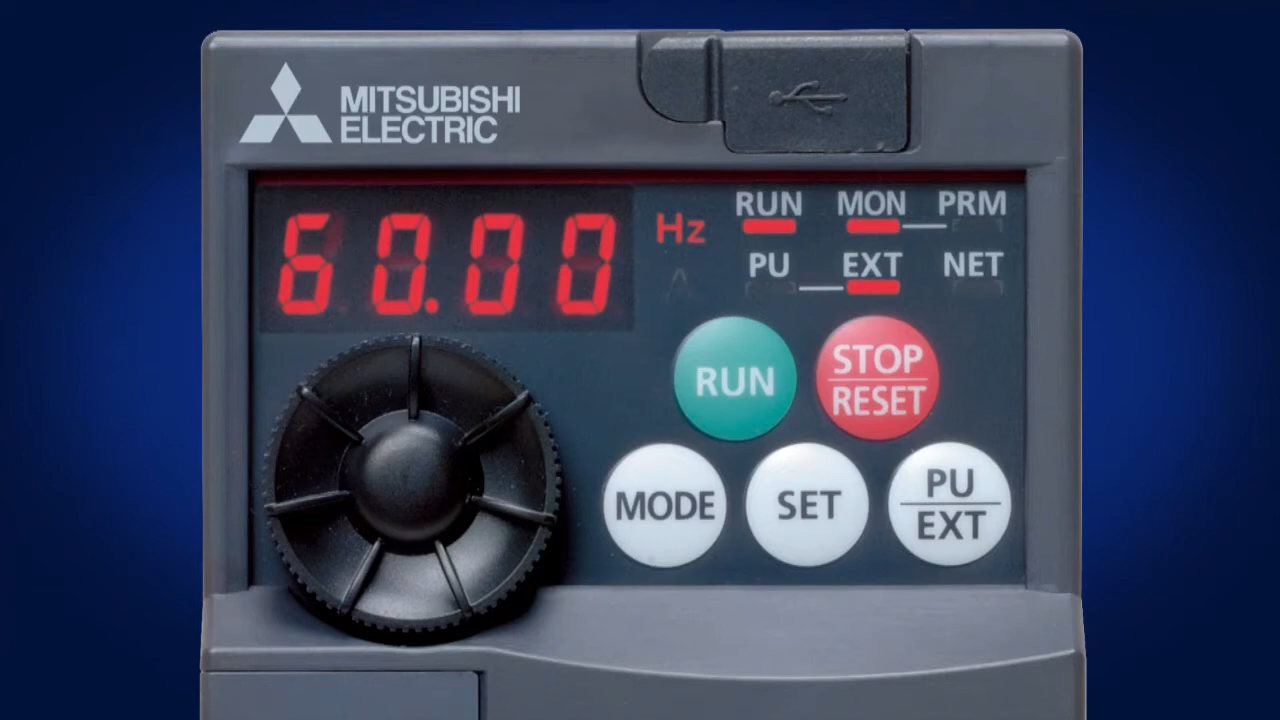 MITSUBISHI
ELECTRIC
60.00 Hz
A
RUN MON PRM
PU EXT NET
RUN
STOP
RESET
MODE
SET
PU
EXT